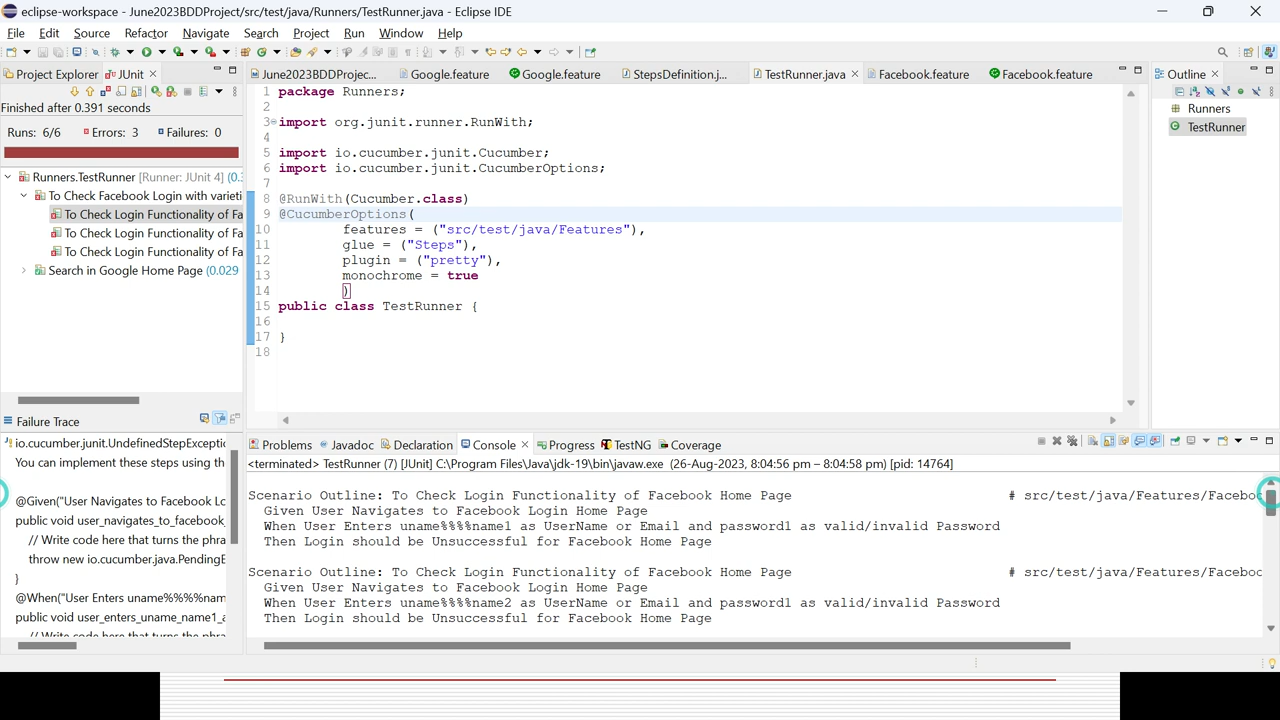 eclipse-workspace - June2023BDDProject/src/test/java/Runners/TestRunner.java - Eclipse IDE
File Edit Source Refactor Navigate Search Project Run Window Help
Project Explorer JUnit
Finished after 0.391 seconds
Runs: 6/6 Errors: 3 Failures: 0
Runners.TestRunner [Runner: JUnit 4] (0.
To Check Facebook Login with varieti
To Check Login Functionality of Fa
To Check Login Functionality of Fa
To Check Login Functionality of Fa
Search in Google Home Page (0.029
Failure Trace
io.cucumber.junit.UndefinedStepExcepti
You can implement these steps using th
@Given("User Navigates to Facebook Lo
public void user_navigates_to_facebook_
// Write code here that turns the phra
throw new io.cucumber.java.PendingE
}
@When("User Enters uname%%%%nam
public void user_enters_uname_name1_a
// Write code here that turns the phra
June2023BDDProjec... Google.feature Google.feature StepsDefinition.j... TestRunner.java Facebook.feature Facebook.feature
1 package Runners;
2
3 import org.junit.runner.RunWith;
4
5 import io.cucumber.junit.Cucumber;
6 import io.cucumber.junit.CucumberOptions;
7
8 @RunWith(Cucumber.class)
9 @CucumberOptions(
10 features = ("src/test/java/Features"),
11 glue = ("Steps"),
12 plugin = ("pretty"),
13 monochrome = true
14 )
15 public class TestRunner {
16
17 }
18
Outline
Runners
TestRunner
Problems Javadoc Declaration Console Progress TestNG Coverage
<terminated> TestRunner (7) [JUnit] C:\Program Files\Java\jdk-19\bin\javaw.exe (26-Aug-2023, 8:04:56 pm – 8:04:58 pm) [pid: 14764]
Scenario Outline: To Check Login Functionality of Facebook Home Page # src/test/java/Features/Faceboo
Given User Navigates to Facebook Login Home Page
When User Enters uname%%%%name1 as UserName or Email and password1 as valid/invalid Password
Then Login should be Unsuccessful for Facebook Home Page
Scenario Outline: To Check Login Functionality of Facebook Home Page # src/test/java/Features/Faceboo
Given User Navigates to Facebook Login Home Page
When User Enters uname%%%%name2 as UserName or Email and password1 as valid/invalid Password
Then Login should be Unsuccessful for Facebook Home Page